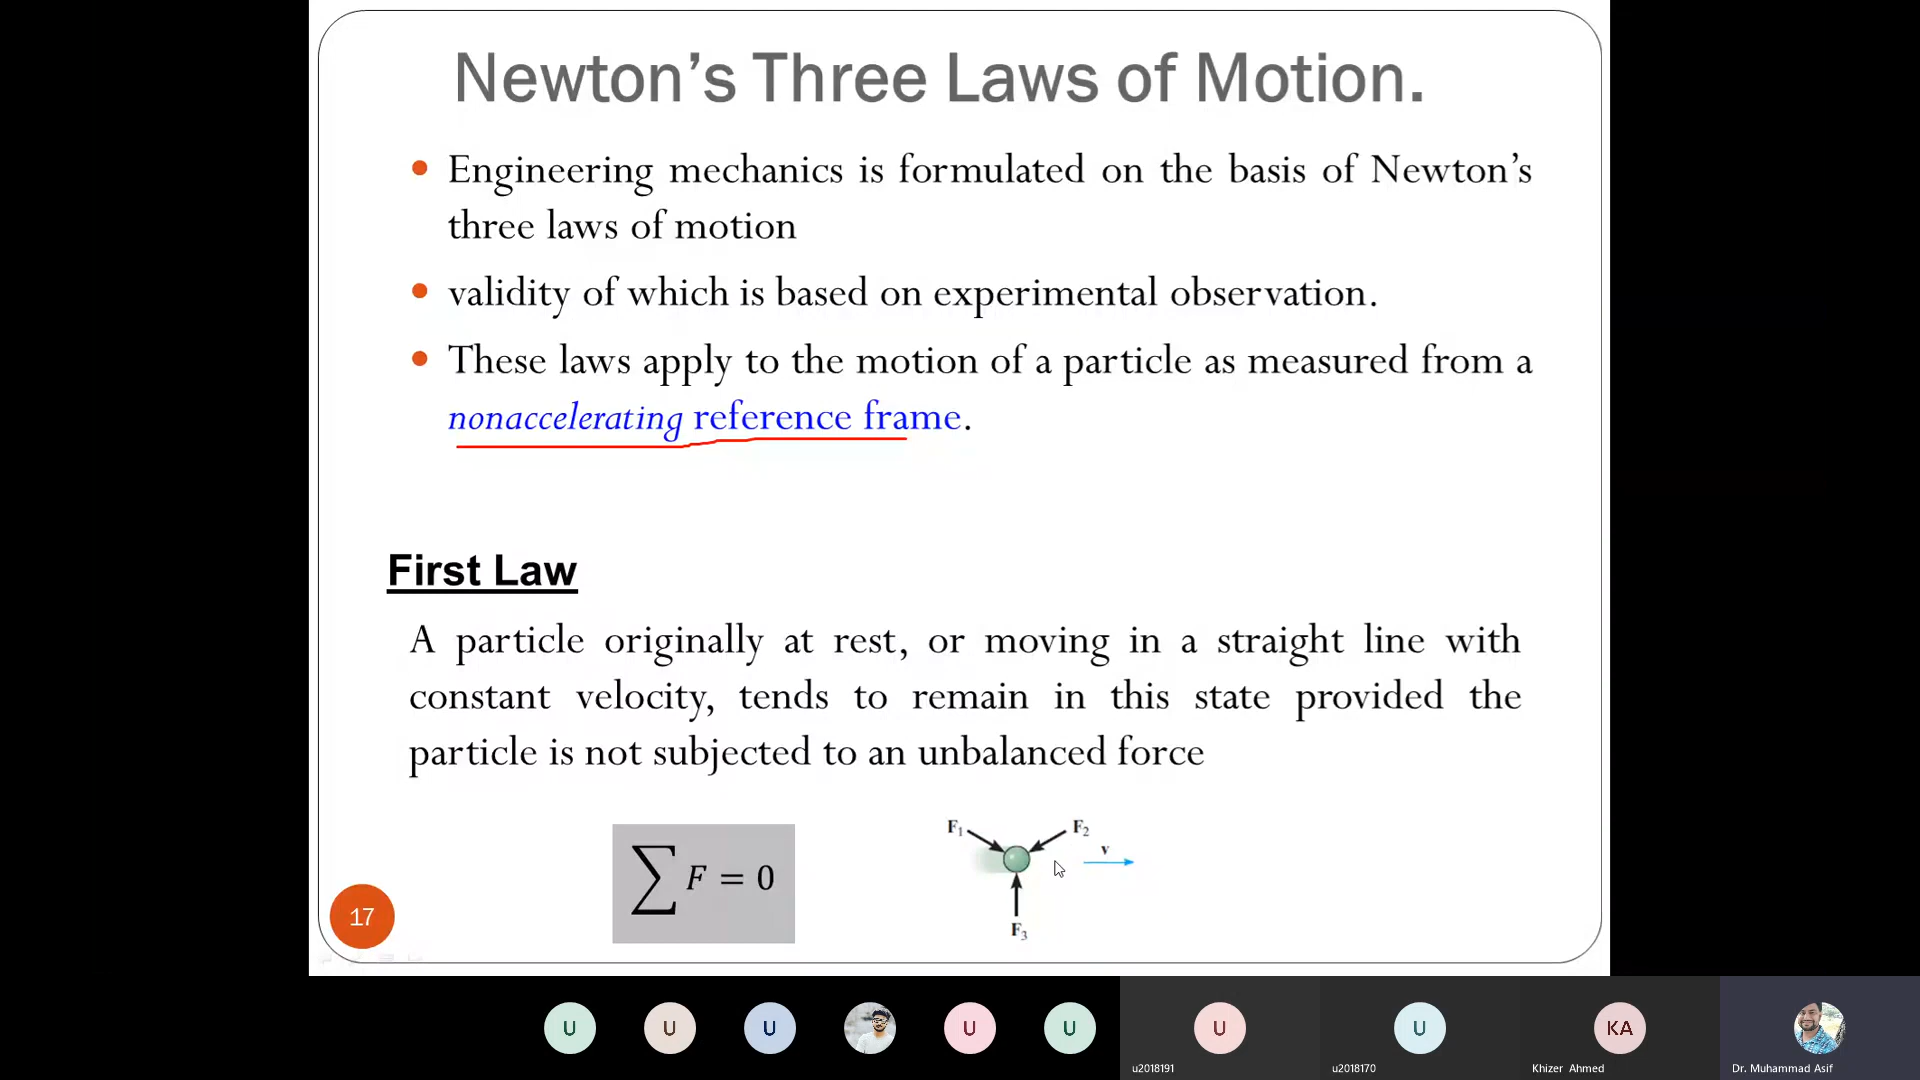 Newton’s Three Laws of Motion.
• Engineering mechanics is formulated on the basis of Newton’s
three laws of motion
• validity of which is based on experimental observation.
• These laws apply to the motion of a particle as measured from a
nonaccelerating reference frame.
First Law
A particle originally at rest, or moving in a straight line with
constant velocity, tends to remain in this state provided the
particle is not subjected to an unbalanced force
∑ F = 0
F₁ F₂
v
F₃
17
U U U U U U U KA
u2018191 u2018170 Khizer Ahmed Dr. Muhammad Asif